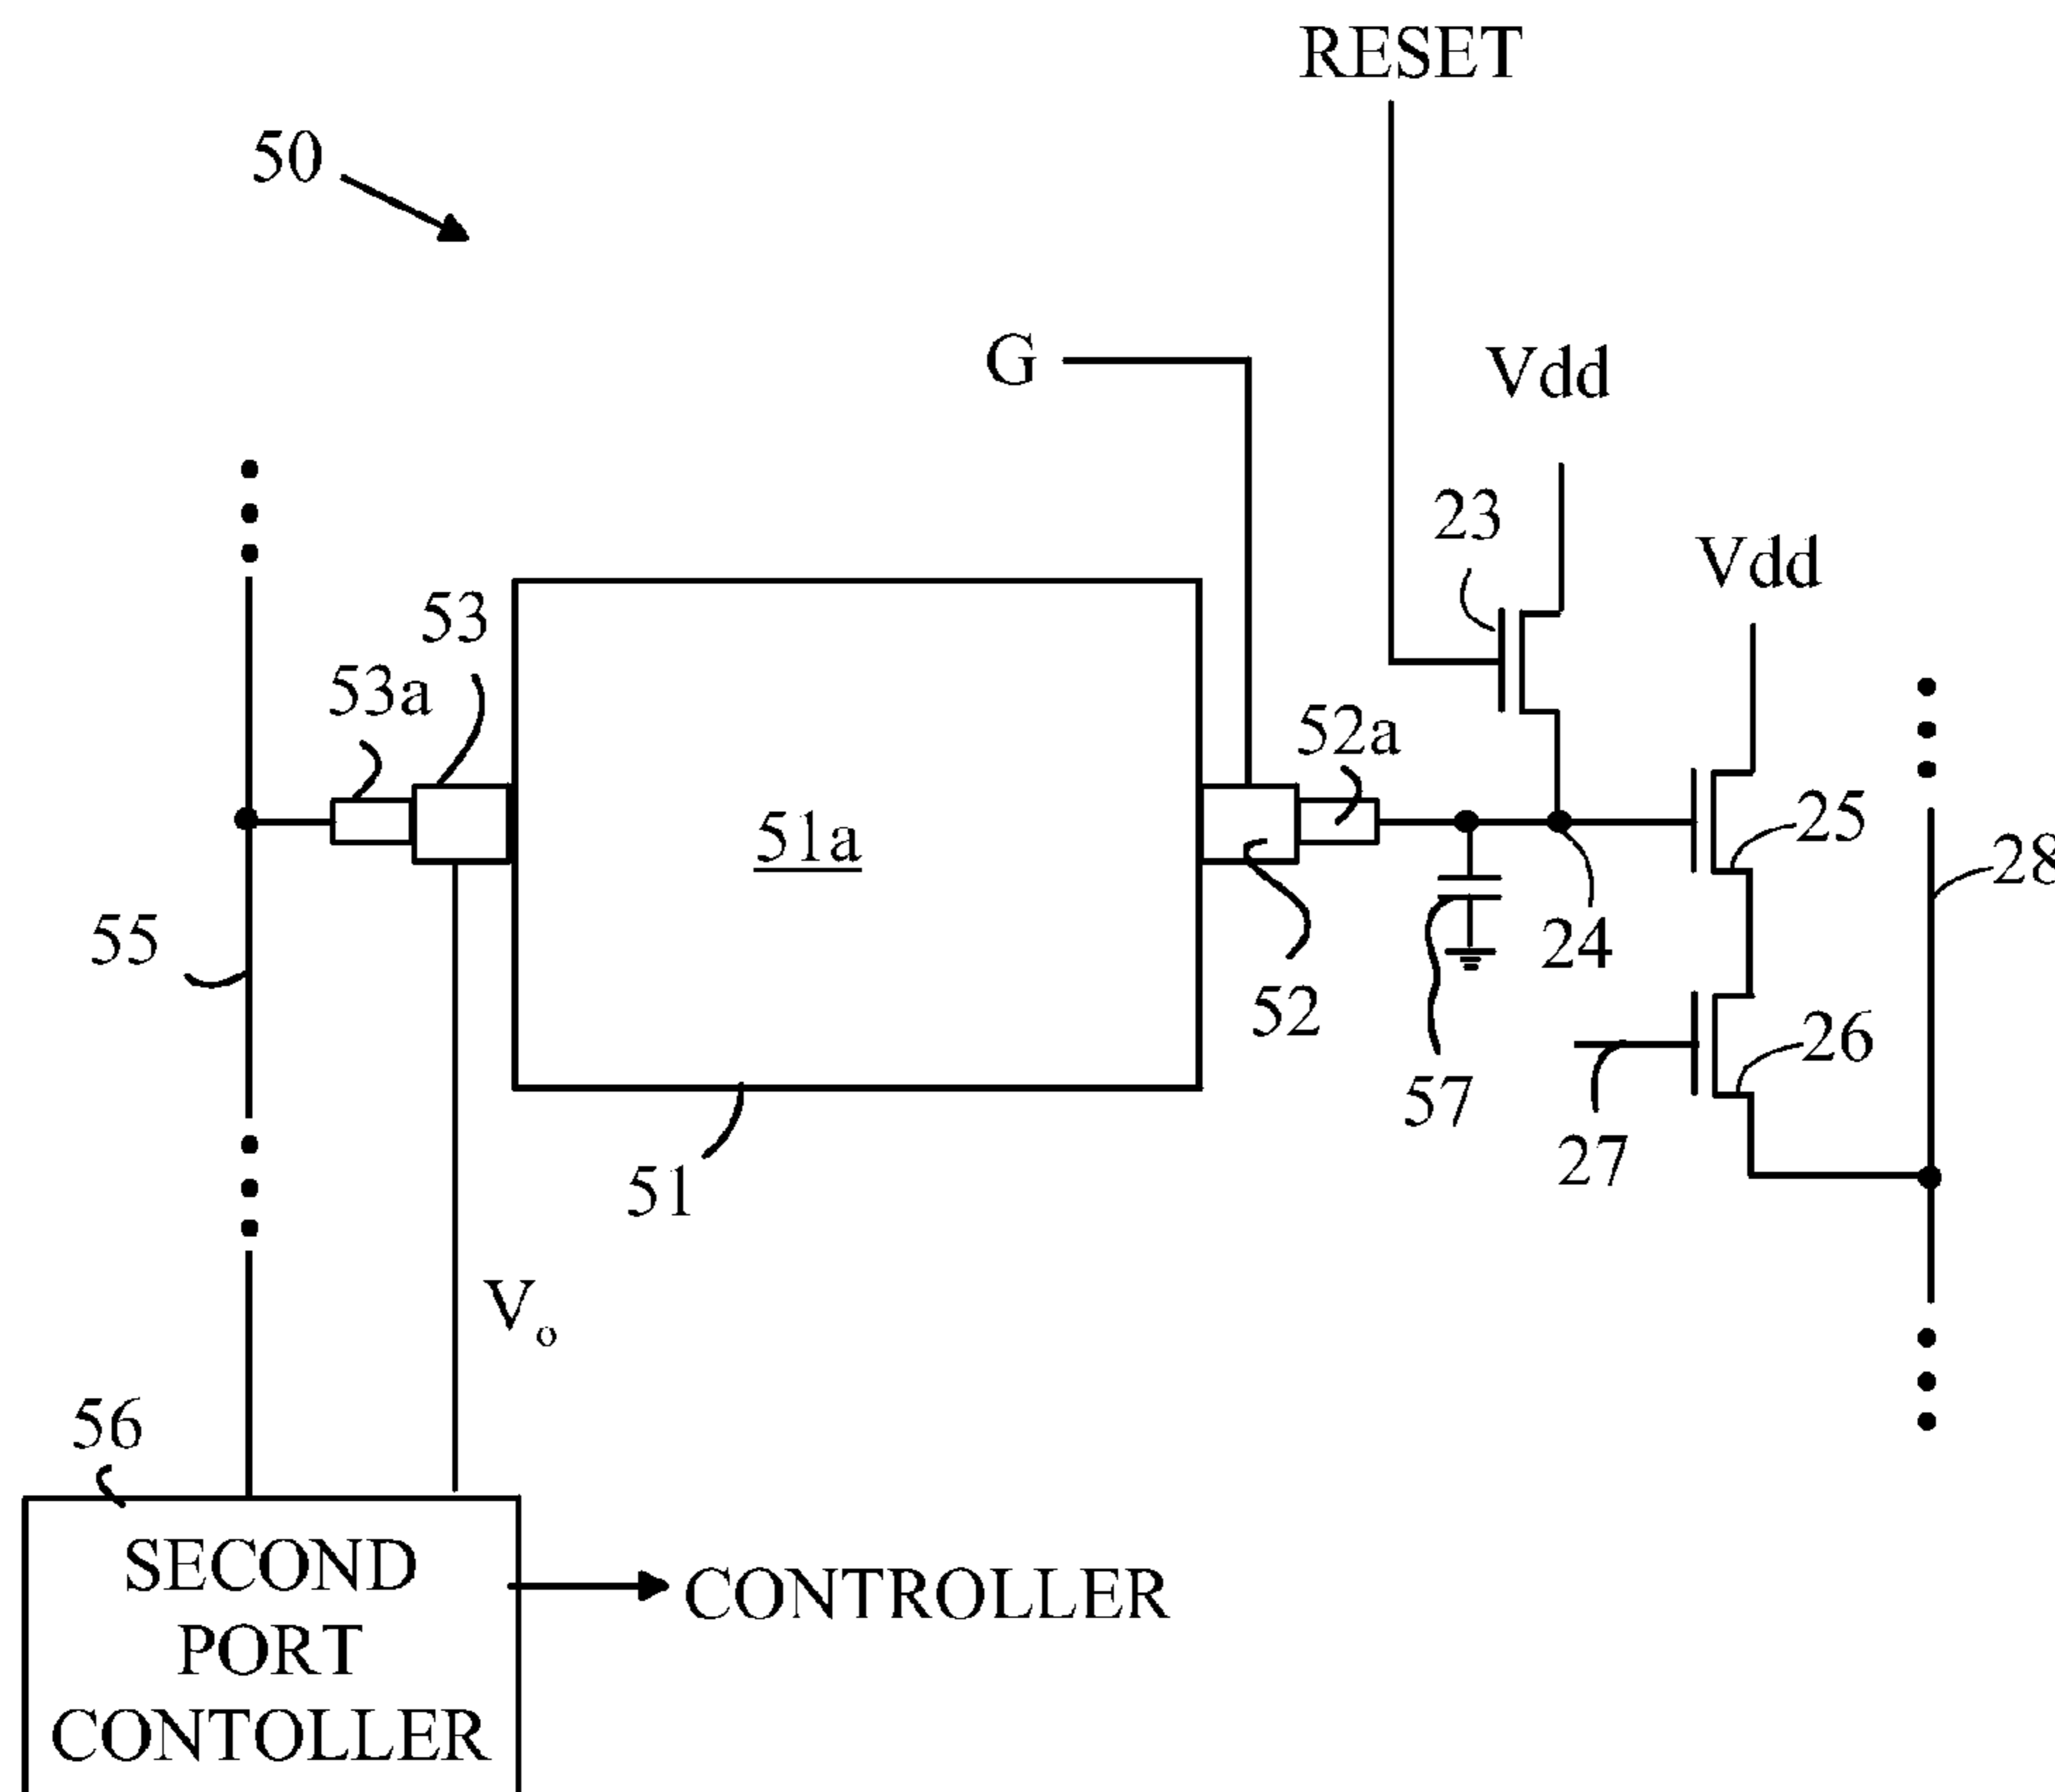 RESET
50
G
Vdd
23
Vdd
53
53a
52a
51a
25
28
55
24
52
26
57
27
51
Vo
56
SECOND
PORT
CONTOLLER
CONTROLLER